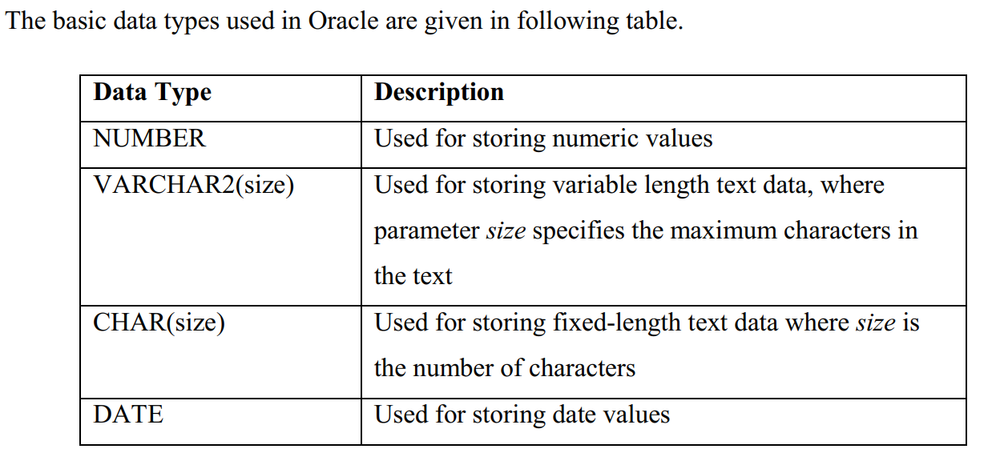 The basic data types used in Oracle are given in following table.
Data Type Description
NUMBER Used for storing numeric values
VARCHAR2(size) Used for storing variable length text data, where
parameter size specifies the maximum characters in
the text
CHAR(size) Used for storing fixed-length text data where size is
the number of characters
DATE Used for storing date values